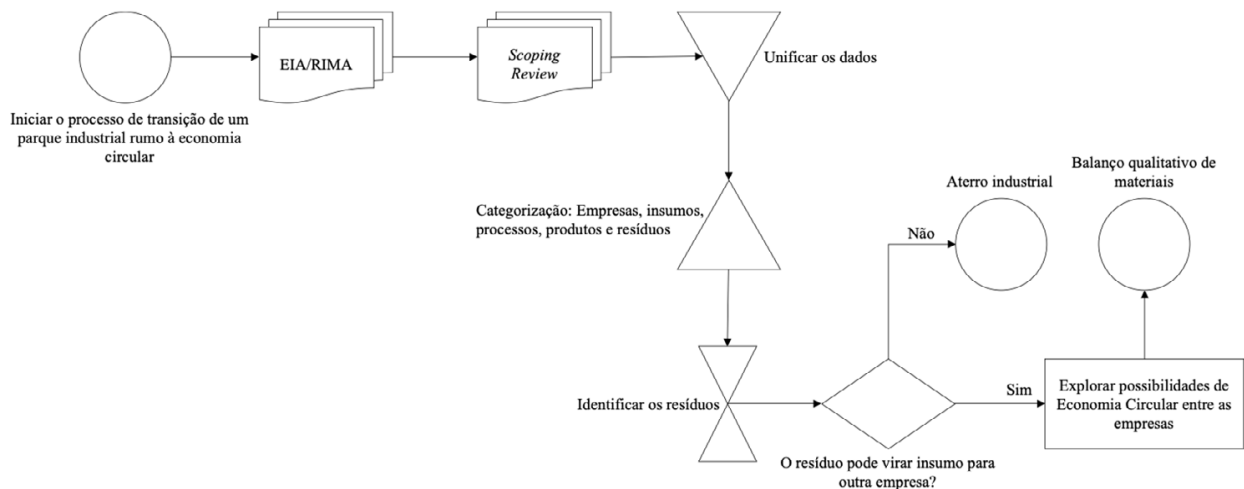 Iniciar o processo de transição de um
parque industrial rumo à economia
circular
EIA/RIMA
Scoping
Review
Unificar os dados
Categorização: Empresas, insumos,
processos, produtos e resíduos
Identificar os resíduos
O resíduo pode virar insumo para
outra empresa?
Não
Aterro industrial
Sim
Explorar possibilidades de
Economia Circular entre as
empresas
Balanço qualitativo de
materiais